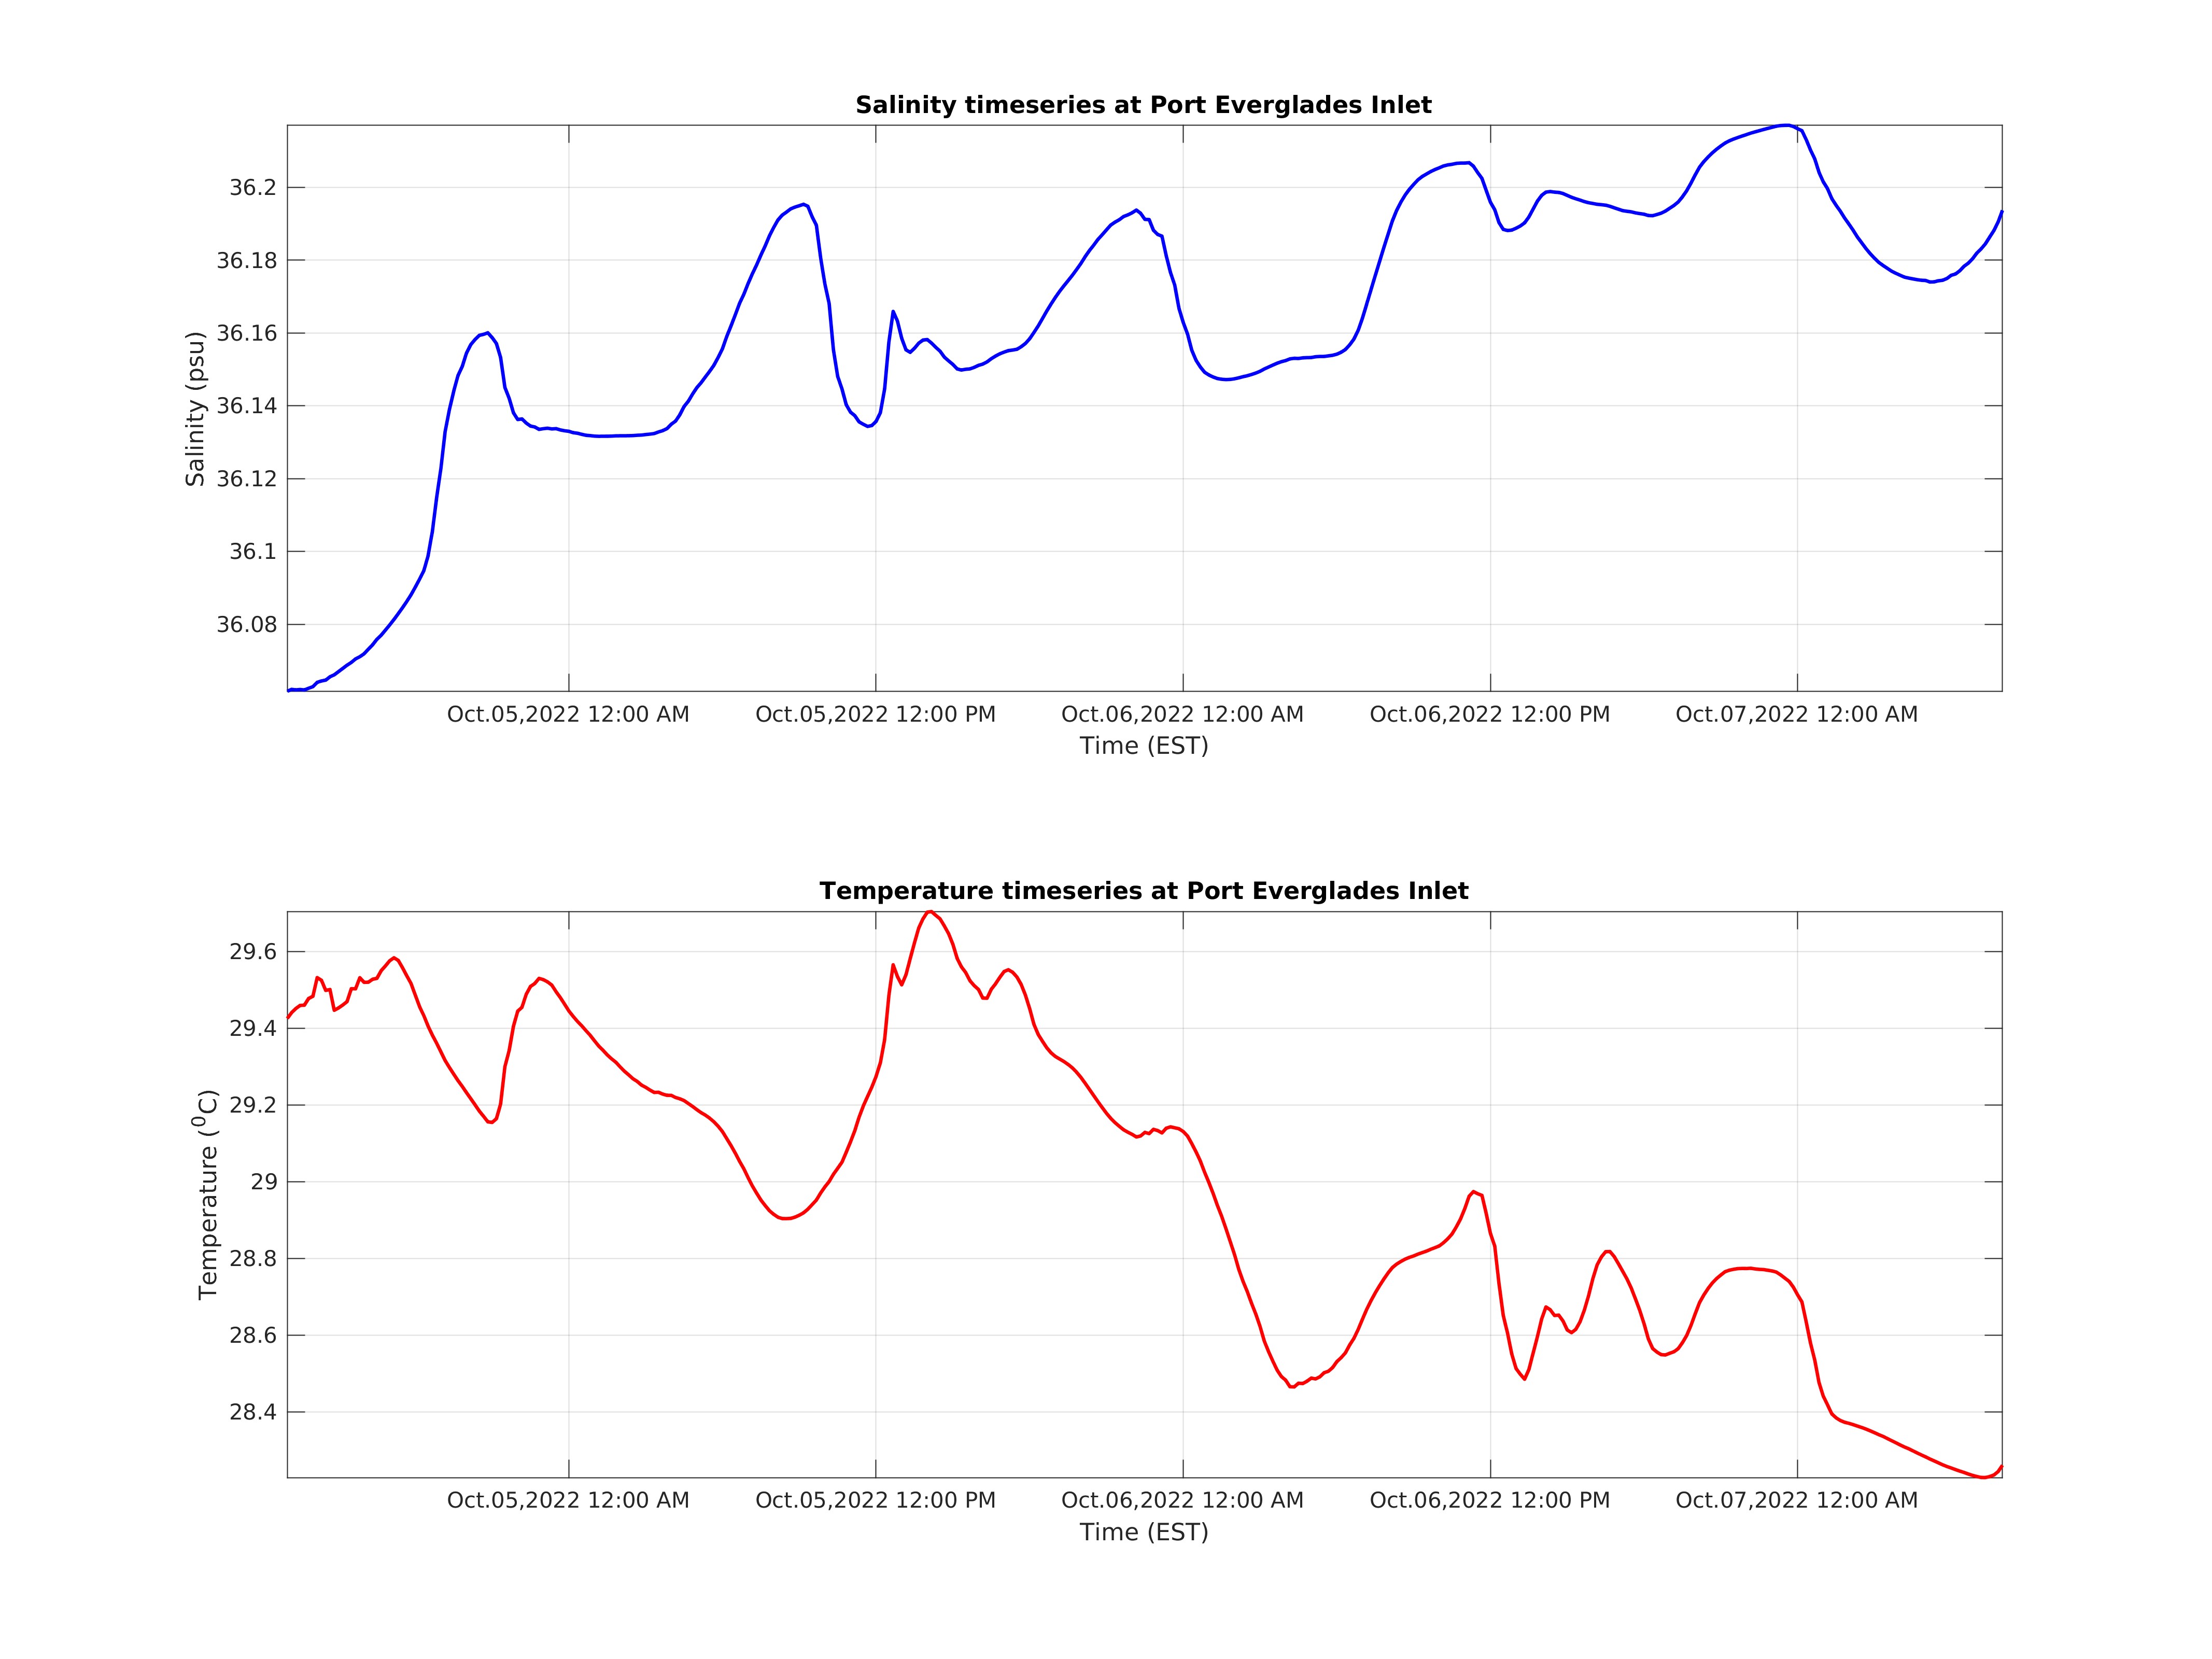 Salinity timeseries at Port Everglades Inlet
36.2
36.18
36.16
36.14
36.12
36.1
36.08
Salinity (psu)
Oct.05,2022 12:00 AM Oct.05,2022 12:00 PM Oct.06,2022 12:00 AM Oct.06,2022 12:00 PM Oct.07,2022 12:00 AM
Time (EST)
Temperature timeseries at Port Everglades Inlet
29.6
29.4
29.2
29
28.8
28.6
28.4
Temperature (⁰C)
Oct.05,2022 12:00 AM Oct.05,2022 12:00 PM Oct.06,2022 12:00 AM Oct.06,2022 12:00 PM Oct.07,2022 12:00 AM
Time (EST)